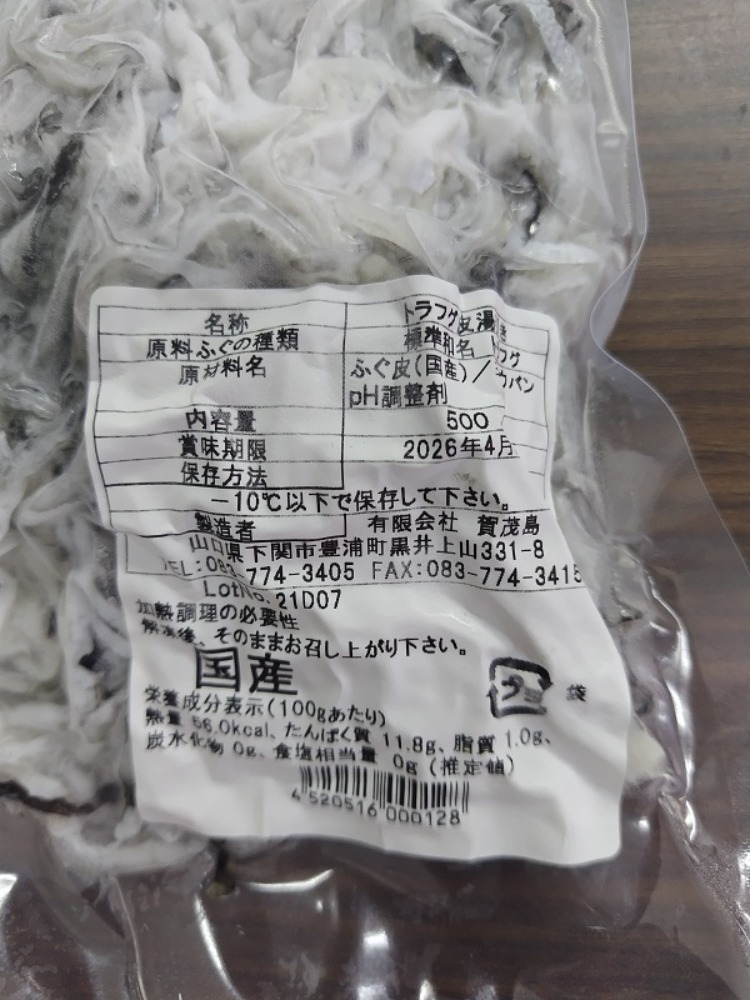 名称 トラフグ皮湯
原料ふぐの種類 標準和名 トラフグ
原材料名 ふぐ皮(国産)/
pH調整剤
内容量 500
賞味期限 2026年4月
保存方法
-10℃以下で保存して下さい。
製造者 有限会社 賀茂島
山口県下関市豊浦町黒井上山331-8
TEL:083-774-3405 FAX:083-774-3415
LotNo. 21D07
加熱調理の必要性
解凍後、そのままお召し上がり下さい。
国産
プラ 袋
栄養成分表示(100gあたり)
熱量 56.0kcal、たんぱく質 11.8g、脂質 1.0g、
炭水化物 0g、食塩相当量 0g (推定値)
4520516000128